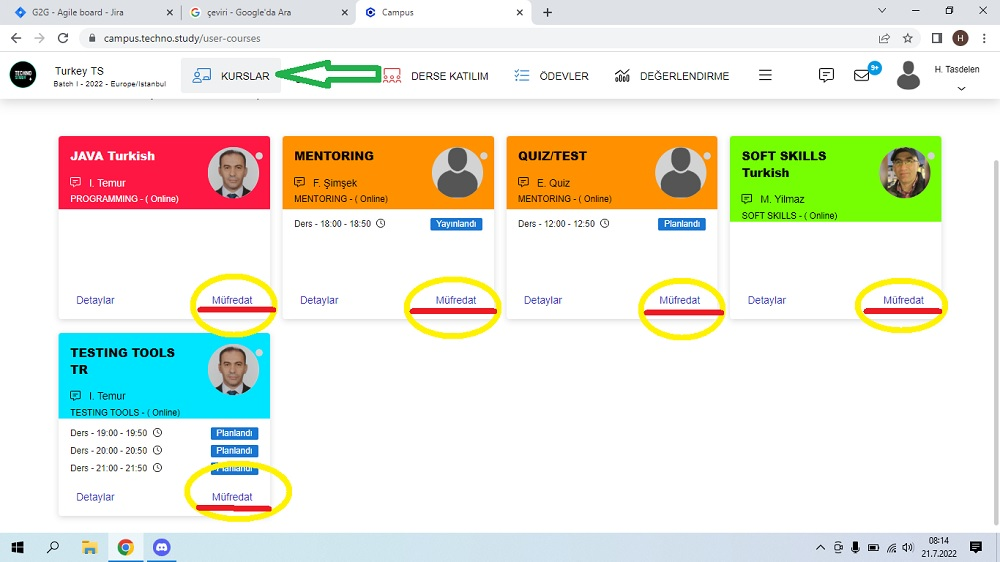 G2G - Agile board - Jira
çeviri - Google'da Ara
Campus
campus.techno.study/user-courses
H
TECHNO STUDY
Turkey TS
Batch I - 2022 - Europe/Istanbul
KURSLAR
DERSE KATILIM
ÖDEVLER
DEĞERLENDİRME
9+
H. Tasdelen
JAVA Turkish
I. Temur
PROGRAMMING - ( Online)
Detaylar
Müfredat
MENTORING
F. Şimşek
MENTORING - ( Online)
Ders - 18:00 - 18:50
Yayınlandı
Detaylar
Müfredat
QUIZ/TEST
E. Quiz
MENTORING - ( Online)
Ders - 12:00 - 12:50
Planlandı
Detaylar
Müfredat
SOFT SKILLS
Turkish
M. Yilmaz
SOFT SKILLS - ( Online)
Detaylar
Müfredat
TESTING TOOLS
TR
I. Temur
TESTING TOOLS - ( Online)
Ders - 19:00 - 19:50
Planlandı
Ders - 20:00 - 20:50
Planlandı
Ders - 21:00 - 21:50
Planlandı
Detaylar
Müfredat
08:14
21.7.2022